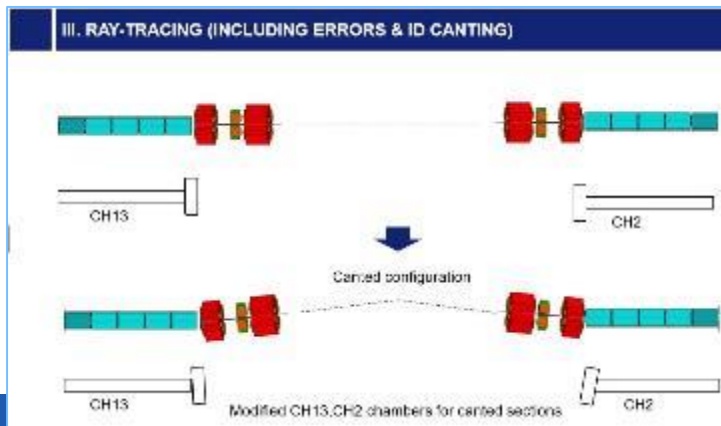 III. RAY-TRACING (INCLUDING ERRORS & ID CANTING)
CH13
CH2
Canted configuration
CH13
Modified CH13,CH2 chambers for canted sections
CH2